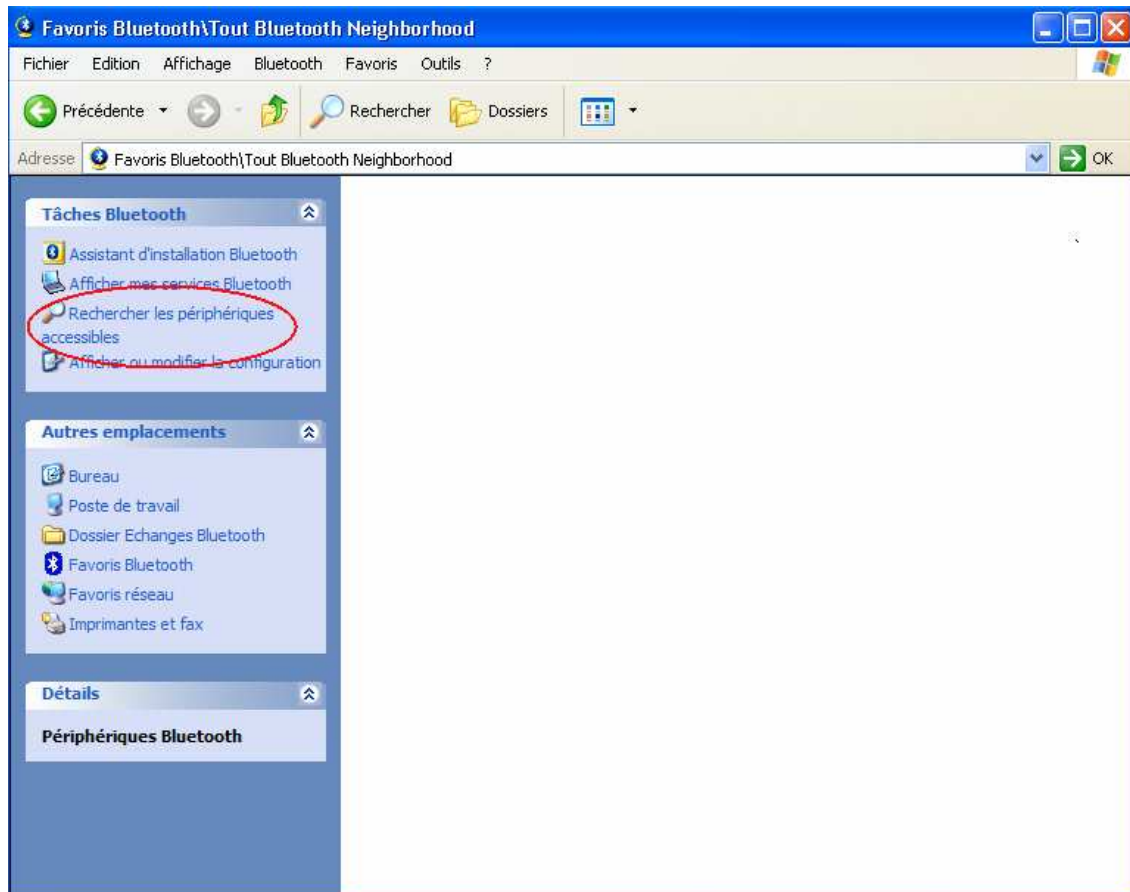 Favoris Bluetooth\Tout Bluetooth Neighborhood
Fichier Edition Affichage Bluetooth Favoris Outils ?
Précédente Rechercher Dossiers
Adresse Favoris Bluetooth\Tout Bluetooth Neighborhood OK
Tâches Bluetooth
Assistant d'installation Bluetooth
Afficher mes services Bluetooth
Rechercher les périphériques
accessibles
Afficher ou modifier la configuration
Autres emplacements
Bureau
Poste de travail
Dossier Echanges Bluetooth
Favoris Bluetooth
Favoris réseau
Imprimantes et fax
Détails
Périphériques Bluetooth